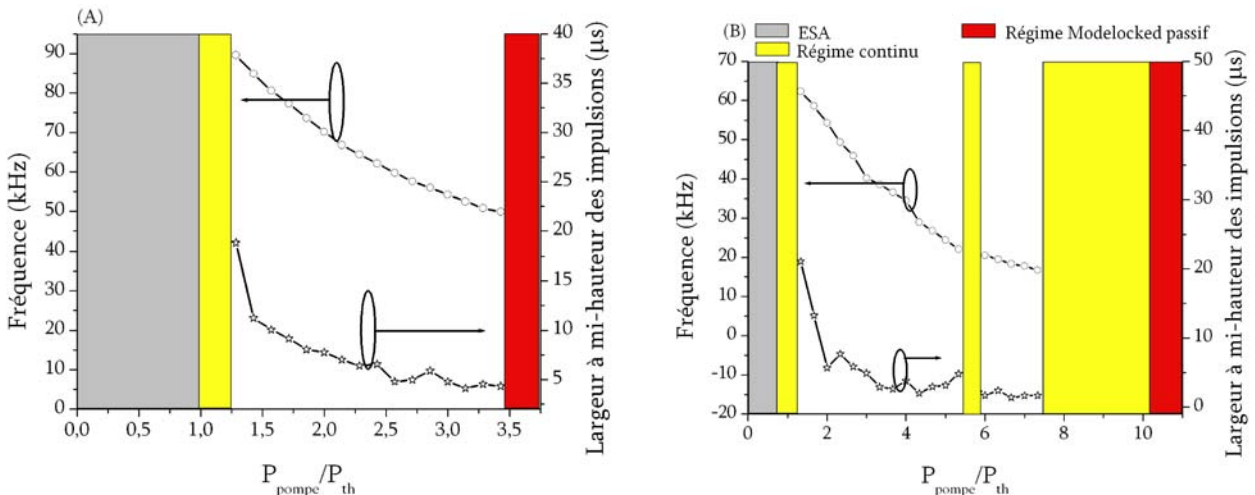 (A)
Fréquence (kHz)
90
80
70
60
50
40
30
20
10
0
0,0 0,5 1,0 1,5 2,0 2,5 3,0 3,5
P pompe/P th
40
35
30
25
20
15
10
5
Largeur à mi-hauteur des impulsions (µs)
(B)
ESA
Régime continu
Régime Modelocked passif
Fréquence (kHz)
70
60
50
40
30
20
10
0
-10
-20
0 2 4 6 8 10
P pompe/P th
50
40
30
20
10
0
Largeur à mi-hauteur des impulsions (µs)